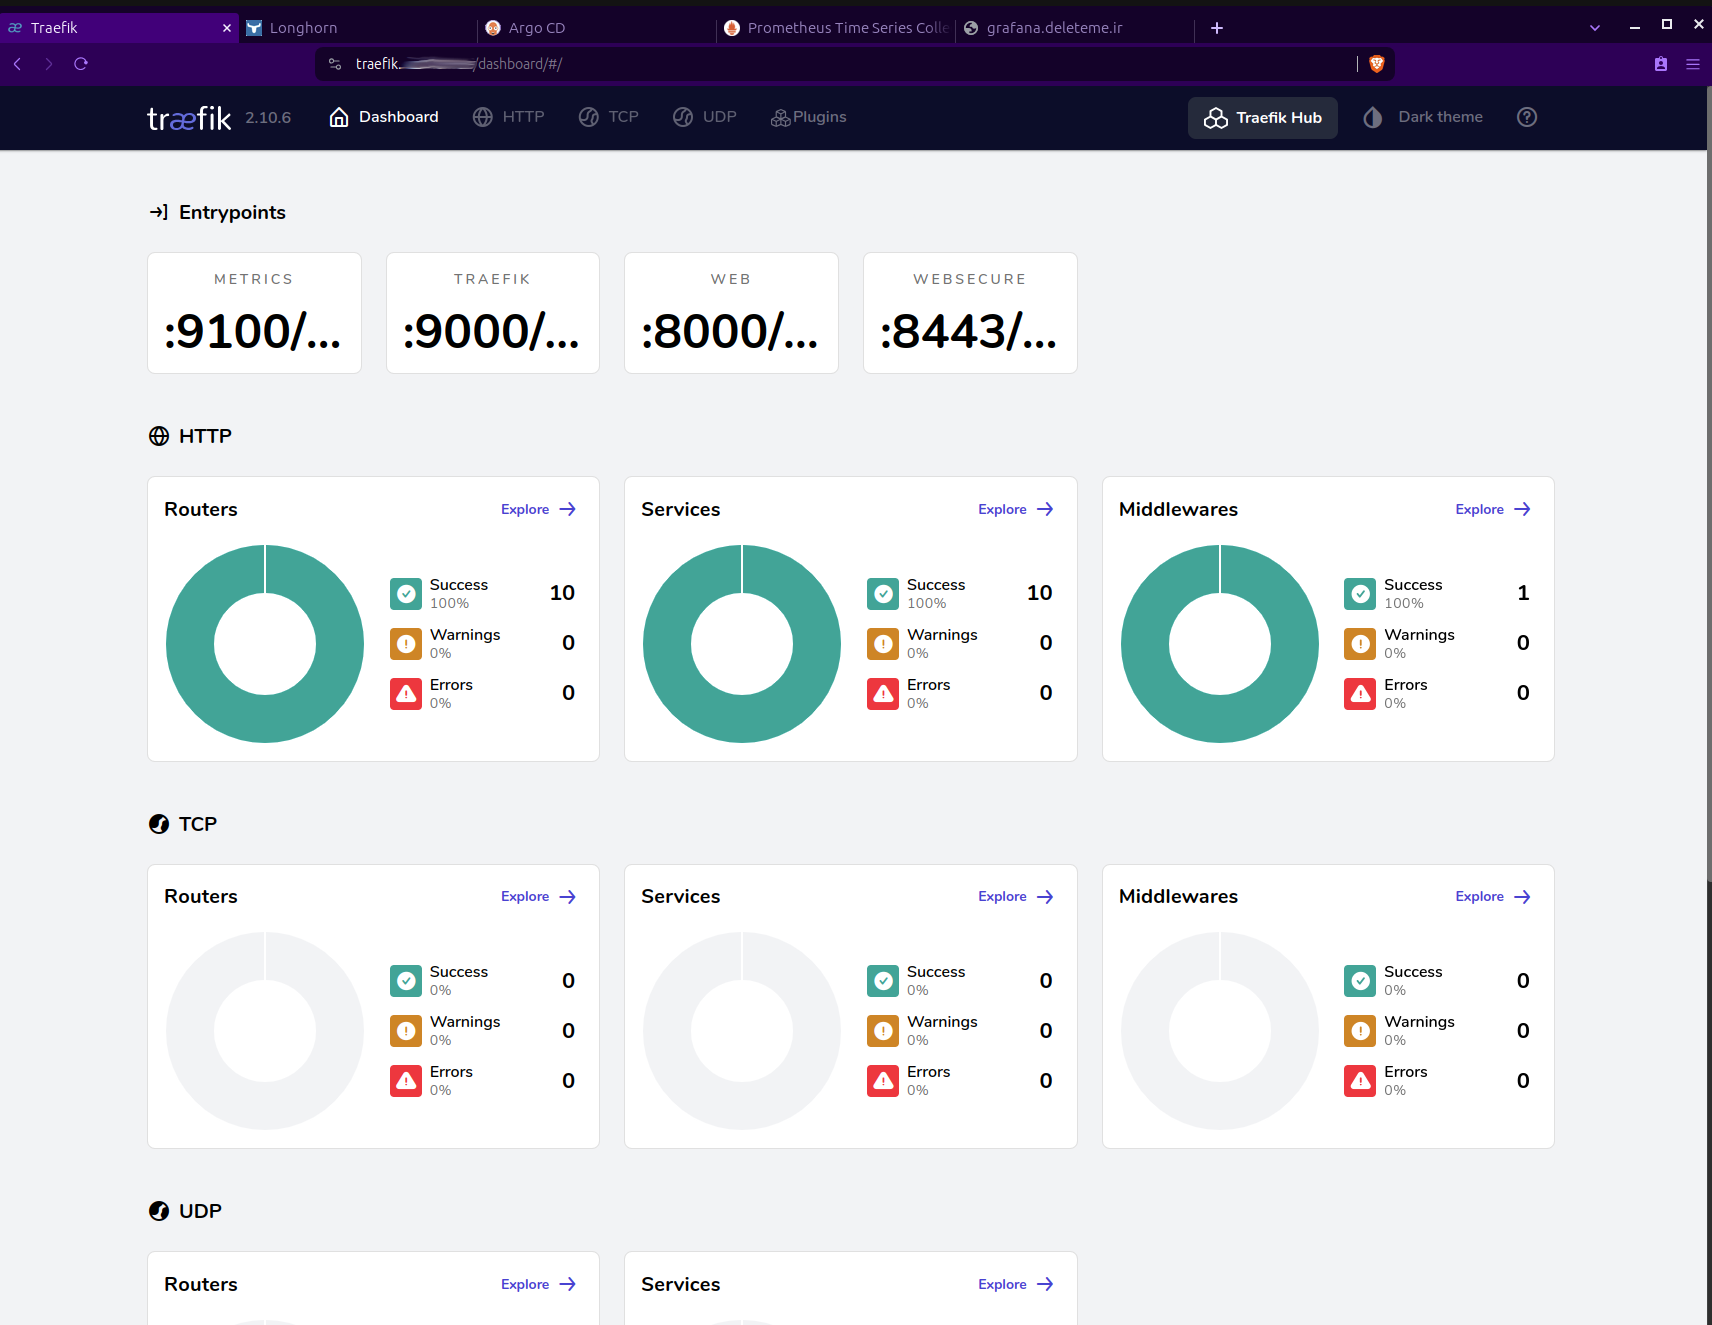 Traefik
Longhorn
Argo CD
Prometheus Time Series Colle
grafana.deleteme.ir
traefik. /dashboard/#/
træfik 2.10.6 Dashboard HTTP TCP UDP Plugins Traefik Hub Dark theme
Entrypoints
METRICS
:9100/...
TRAEFIK
:9000/...
WEB
:8000/...
WEBSECURE
:8443/...
HTTP
Routers Explore
Success 10
100%
Warnings 0
0%
Errors 0
0%
Services Explore
Success 10
100%
Warnings 0
0%
Errors 0
0%
Middlewares Explore
Success 1
100%
Warnings 0
0%
Errors 0
0%
TCP
Routers Explore
Success 0
0%
Warnings 0
0%
Errors 0
0%
Services Explore
Success 0
0%
Warnings 0
0%
Errors 0
0%
Middlewares Explore
Success 0
0%
Warnings 0
0%
Errors 0
0%
UDP
Routers Explore
Services Explore